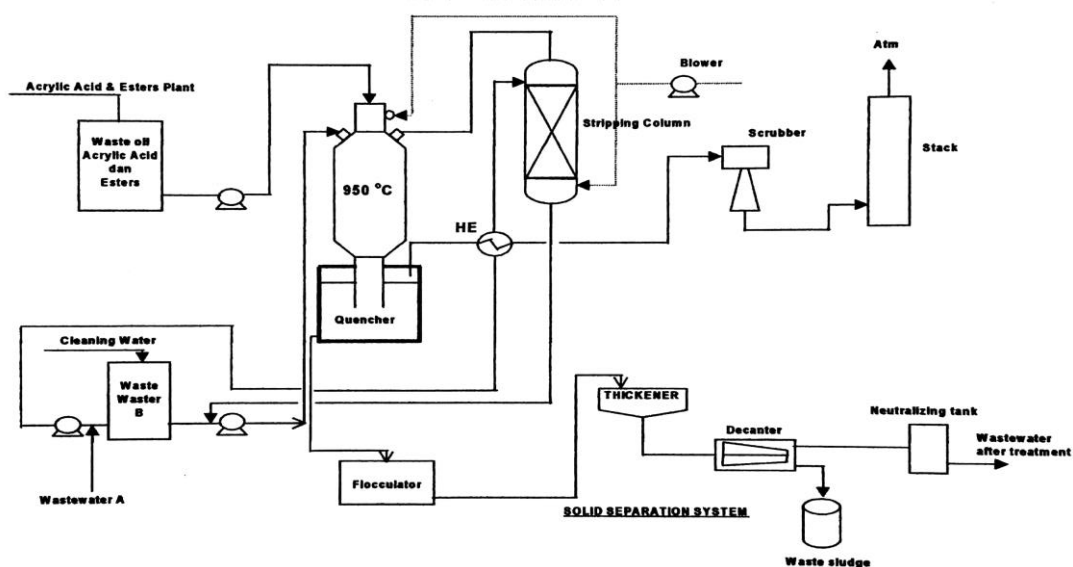 Atm
Blower
Acrylic Acid & Esters Plant
Scrubber
Stripping Column
Stack
Waste oil
Acrylic Acid
dan
Esters
950 °C
HE
Quencher
Cleaning Water
Waste
Waster
B
THICKENER
Neutralizing tank
Decanter
Wastewater
after treatment
Flocculator
Wastewater A
SOLID SEPARATION SYSTEM
Waste sludge